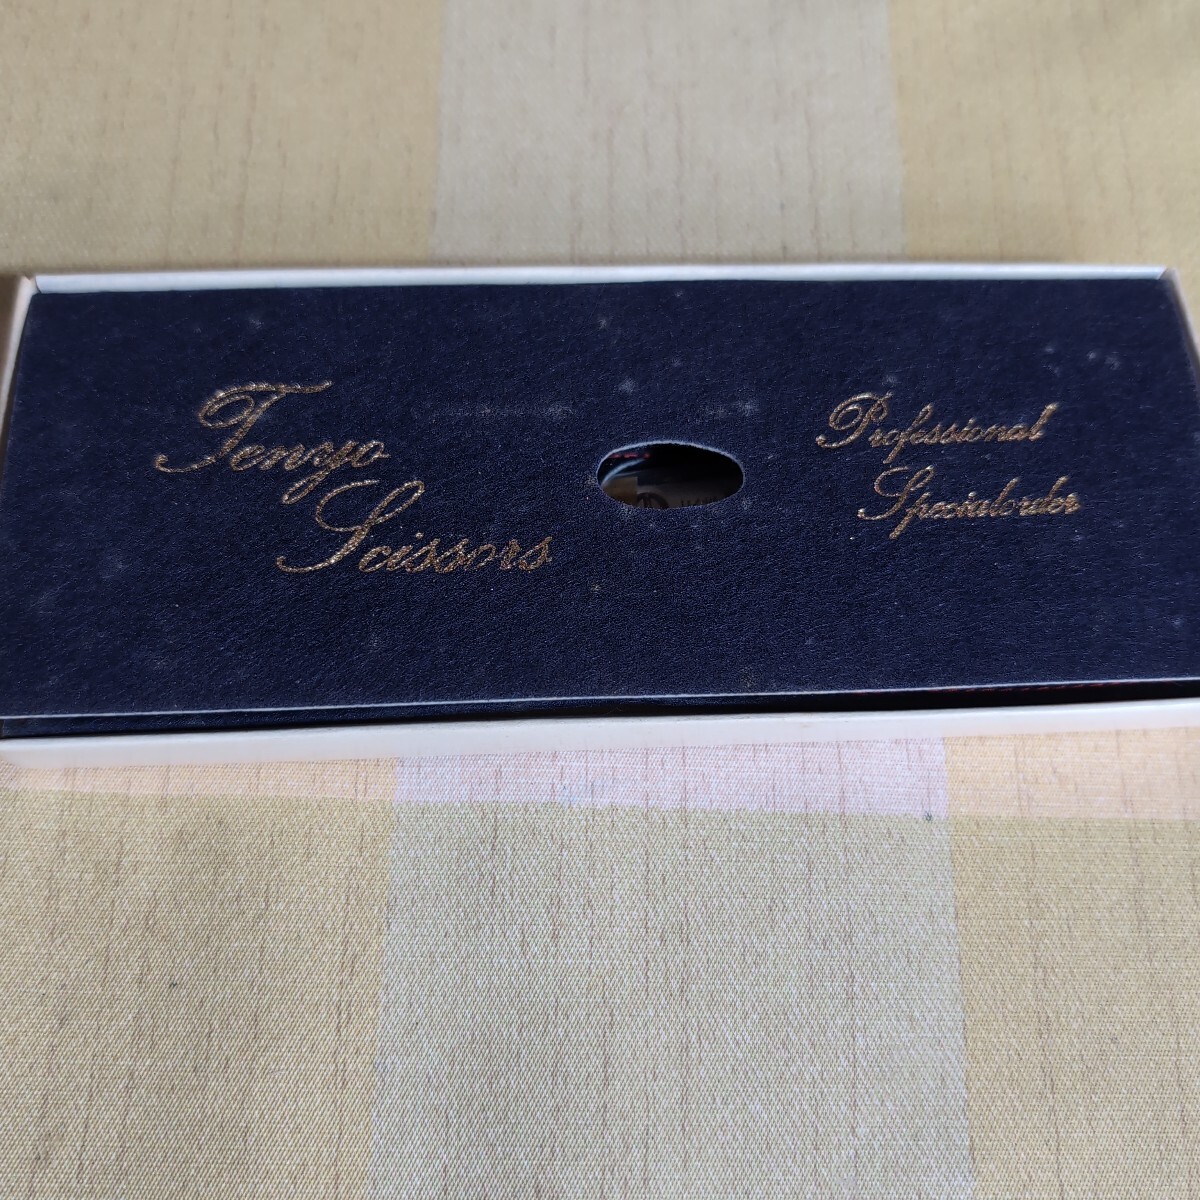 Tenyo
Scissors
Professional
Specialorder